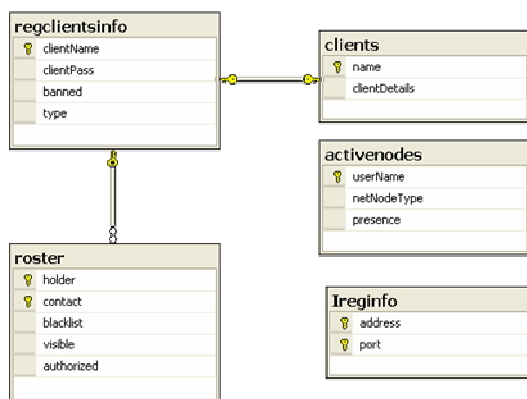 regclientsinfo
clientName
clientPass
banned
type
clients
name
clientDetails
activenodes
userName
netNodeType
presence
roster
holder
contact
blacklist
visible
authorized
Ireginfo
address
port